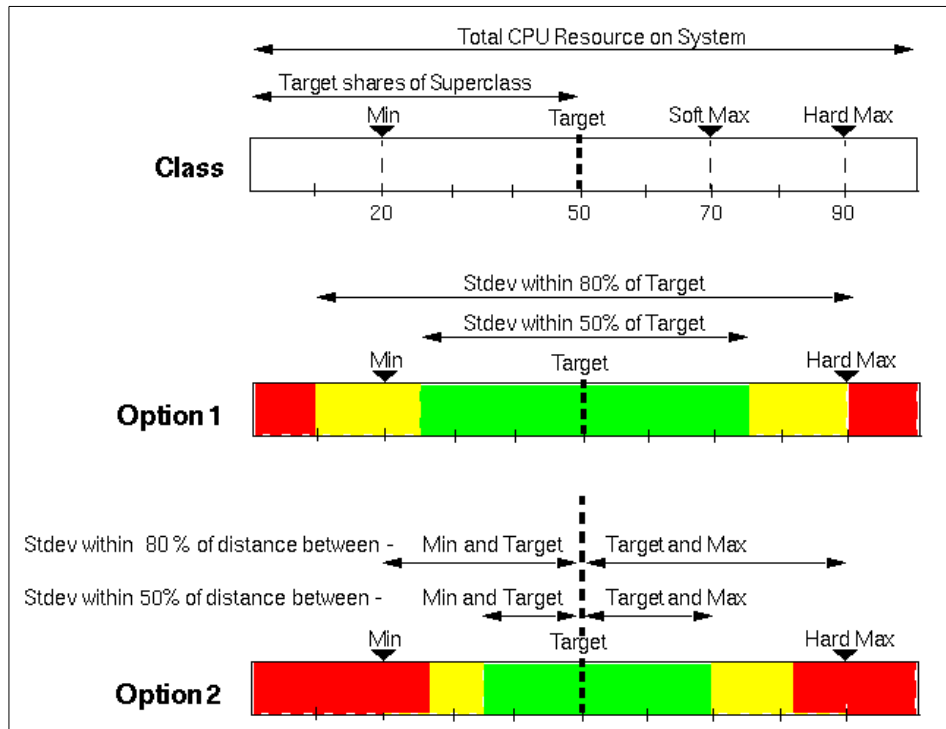 Total CPU Resource on System
Target shares of Superclass
Min Target Soft Max Hard Max
Class
20 50 70 90
Stdev within 80% of Target
Stdev within 50% of Target
Min Target Hard Max
Option 1
Stdev within 80 % of distance between - Min and Target Target and Max
Stdev within 50% of distance between - Min and Target Target and Max
Min Target Hard Max
Option 2